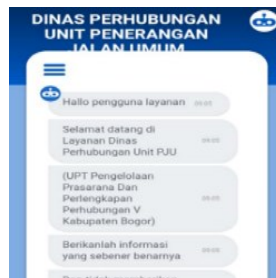 DINAS PERHUBUNGAN
UNIT PENERANGAN
JALAN UMUM
Hallo pengguna layanan
Selamat datang di
Layanan Dinas
Perhubungan Unit PJU
(UPT Pengelolaan
Prasarana Dan
Perlengkapan
Perhubungan V
Kabupaten Bogor)
Berikanlah informasi
yang sebener benarnya